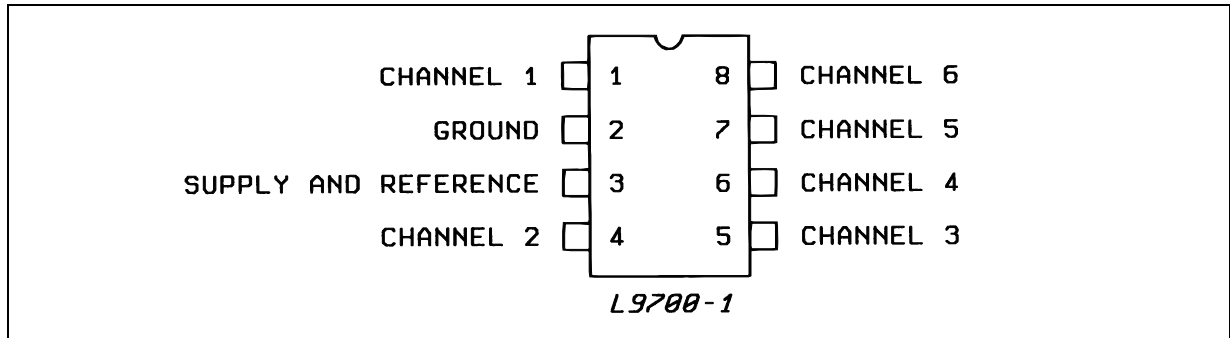 CHANNEL 1 1 8 CHANNEL 6
GROUND 2 7 CHANNEL 5
SUPPLY AND REFERENCE 3 6 CHANNEL 4
CHANNEL 2 4 5 CHANNEL 3
L9700-1